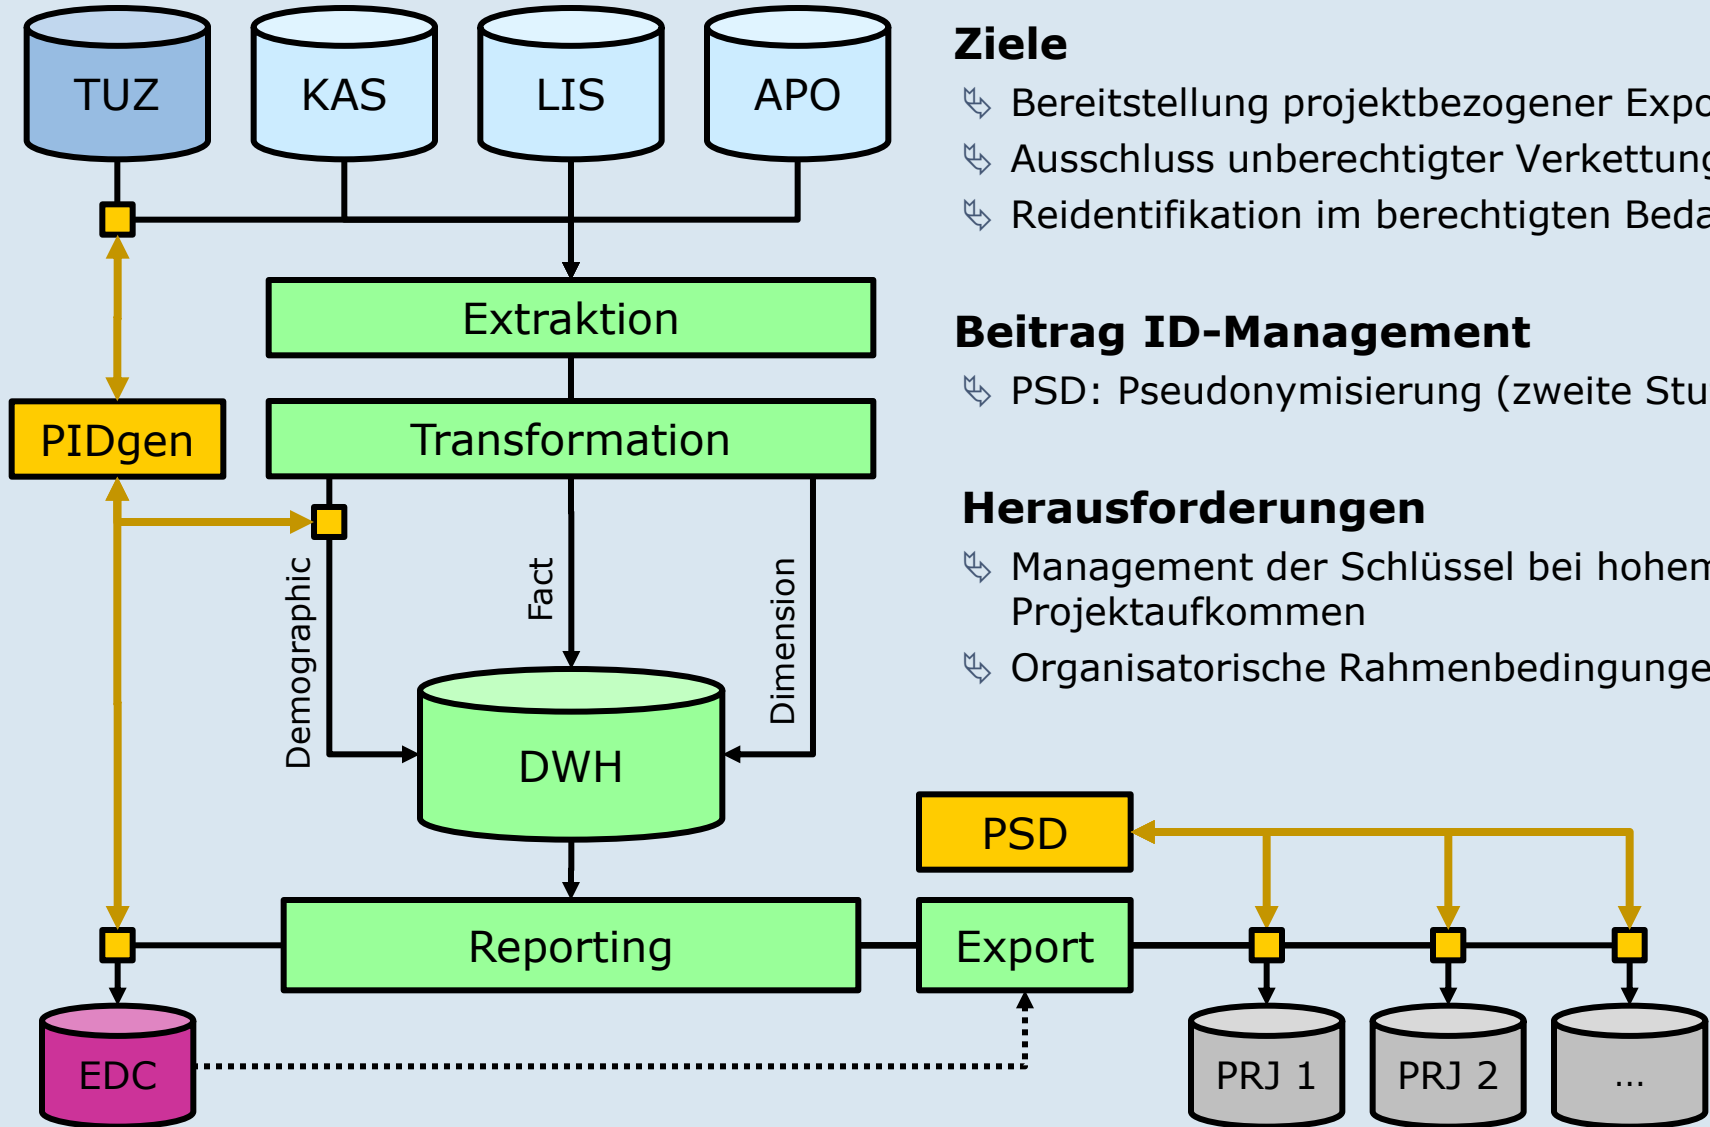 TUZ
KAS
LIS
APO
Extraktion
PIDgen
Transformation
Demographic
Fact
Dimension
DWH
PSD
Reporting
Export
EDC
PRJ 1
PRJ 2
...
Ziele
Bereitstellung projektbezogener Expo
Ausschluss unberechtigter Verkettung
Reidentifikation im berechtigten Beda
Beitrag ID-Management
PSD: Pseudonymisierung (zweite Stu
Herausforderungen
Management der Schlüssel bei hohem
Projektaufkommen
Organisatorische Rahmenbedingunge